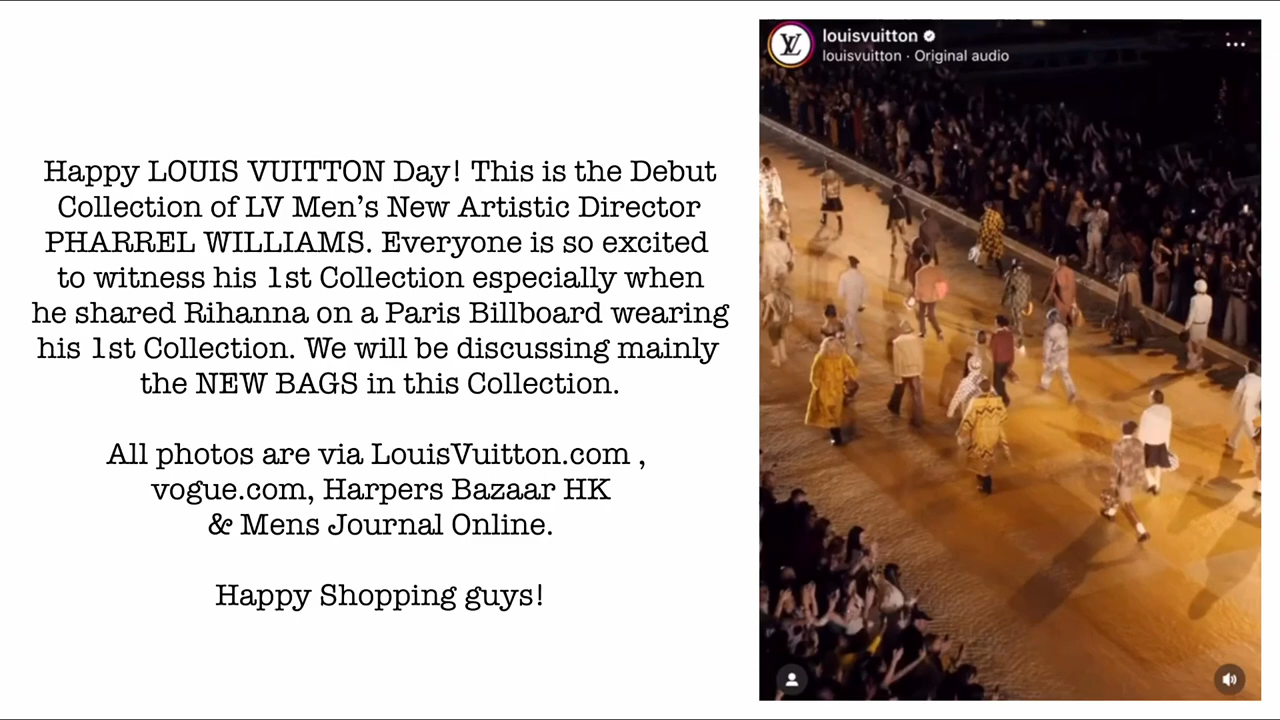 Happy LOUIS VUITTON Day! This is the Debut
Collection of LV Men's New Artistic Director
PHARREL WILLIAMS. Everyone is so excited
to witness his 1st Collection especially when
he shared Rihanna on a Paris Billboard wearing
his 1st Collection. We will be discussing mainly
the NEW BAGS in this Collection.
All photos are via LouisVuitton.com ,
vogue.com, Harpers Bazaar HK
& Mens Journal Online.
Happy Shopping guys!
LV
louisvuitton
louisvuitton · Original audio